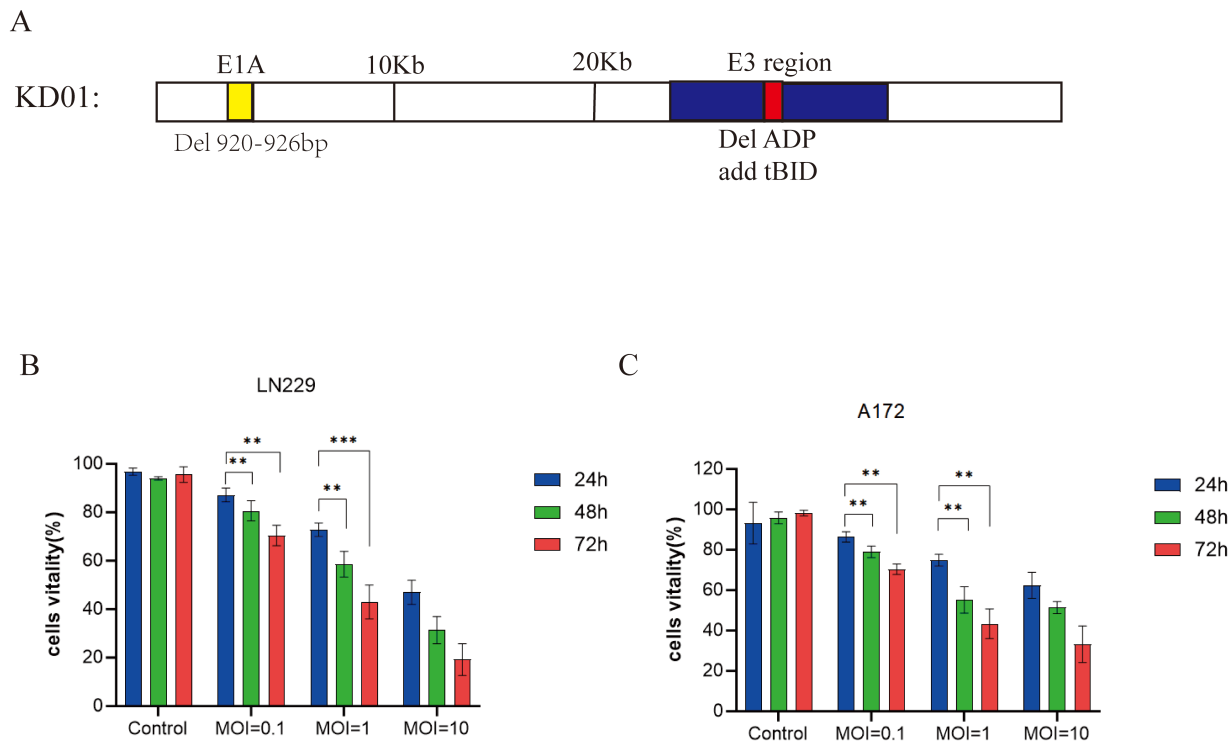 A
E1A
10Kb
20Kb
E3 region
KD01:
Del 920-926bp
Del ADP
add tBID
B
LN229
cells vitality(%)
100
80
60
40
20
0
**
**
***
**
Control
MOI=0.1
MOI=1
MOI=10
24h
48h
72h
C
A172
cells vitality(%)
120
100
80
60
40
20
0
**
**
**
**
Control
MOI=0.1
MOI=1
MOI=10
24h
48h
72h